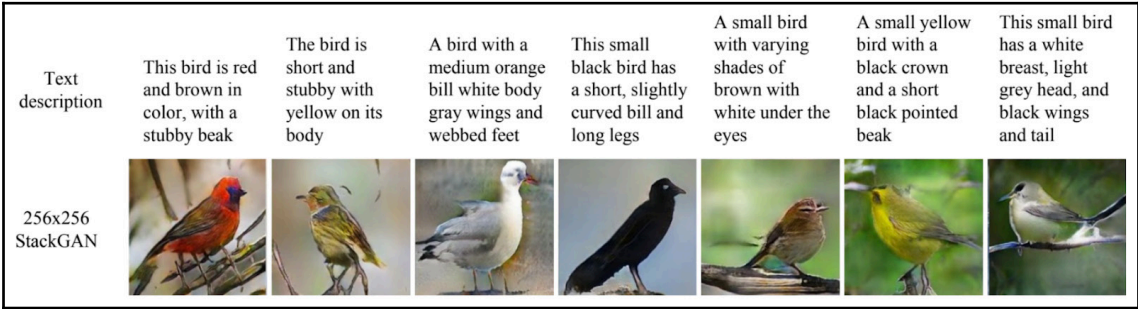 Text
description
This bird is red
and brown in
color, with a
stubby beak
The bird is
short and
stubby with
yellow on its
body
A bird with a
medium orange
bill white body
gray wings and
webbed feet
This small
black bird has
a short, slightly
curved bill and
long legs
A small bird
with varying
shades of
brown with
white under the
eyes
A small yellow
bird with a
black crown
and a short
black pointed
beak
This small bird
has a white
breast, light
grey head, and
black wings
and tail
256x256
StackGAN